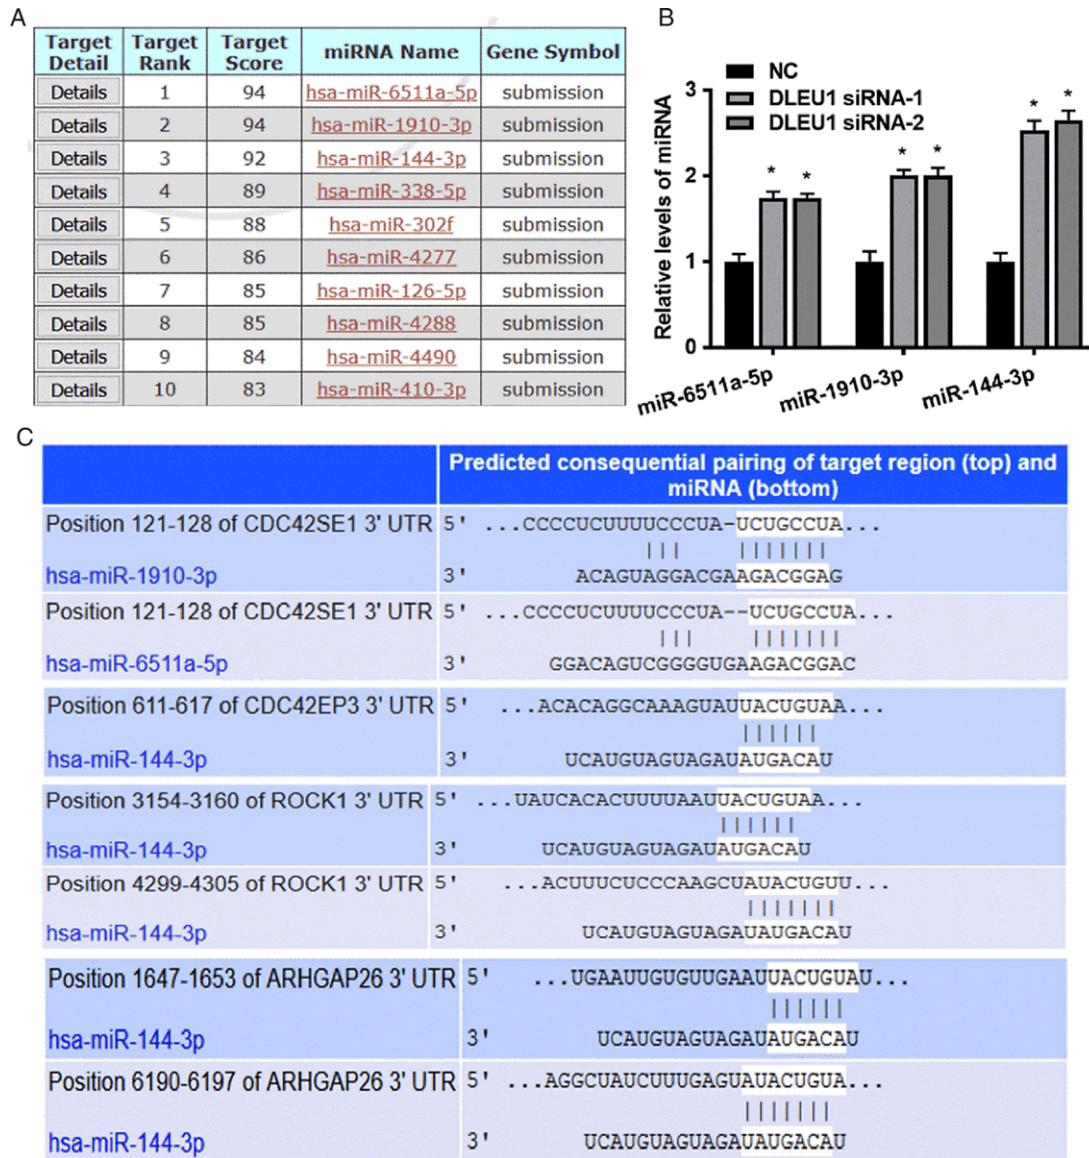 A
Target Detail Target Rank Target Score miRNA Name Gene Symbol
Details 1 94 hsa-miR-6511a-5p submission
Details 2 94 hsa-miR-1910-3p submission
Details 3 92 hsa-miR-144-3p submission
Details 4 89 hsa-miR-338-5p submission
Details 5 88 hsa-miR-302f submission
Details 6 86 hsa-miR-4277 submission
Details 7 85 hsa-miR-126-5p submission
Details 8 85 hsa-miR-4288 submission
Details 9 84 hsa-miR-4490 submission
Details 10 83 hsa-miR-410-3p submission
B
NC
DLEU1 siRNA-1
DLEU1 siRNA-2
Relative levels of miRNA
3
2
1
0
* * * * * *
miR-6511a-5p miR-1910-3p miR-144-3p
C
Predicted consequential pairing of target region (top) and
miRNA (bottom)
Position 121-128 of CDC42SE1 3' UTR 5' ...CCCCUCUUUUCCCUA-UCUGCCUA...
||| |||||||
hsa-miR-1910-3p 3' ACAGUAGGACGAAGACGGAG
Position 121-128 of CDC42SE1 3' UTR 5' ...CCCCUCUUUUCCCUA--UCUGCCUA...
||| |||||||
hsa-miR-6511a-5p 3' GGACAGUCGGGGUGAAGACGGAC
Position 611-617 of CDC42EP3 3' UTR 5' ...ACACAGGCAAAGUAUUACUGUAA...
||||||
hsa-miR-144-3p 3' UCAUGUAGUAGAUAUGACAU
Position 3154-3160 of ROCK1 3' UTR 5' ...UAUCACACUUUUAAUUACUGUAA...
||||||
hsa-miR-144-3p 3' UCAUGUAGUAGAUAUGACAU
Position 4299-4305 of ROCK1 3' UTR 5' ...ACUUUCUCCCAAGCUAUACUGUU...
|||||||
hsa-miR-144-3p 3' UCAUGUAGUAGAUAUGACAU
Position 1647-1653 of ARHGAP26 3' UTR 5' ...UGAAUUGUGUUGAAUUACUGUAU...
||||||
hsa-miR-144-3p 3' UCAUGUAGUAGAUAUGACAU
Position 6190-6197 of ARHGAP26 3' UTR 5' ...AGGCUAUCUUUGAGUAUACUGUA...
|||||||
hsa-miR-144-3p 3' UCAUGUAGUAGAUAUGACAU